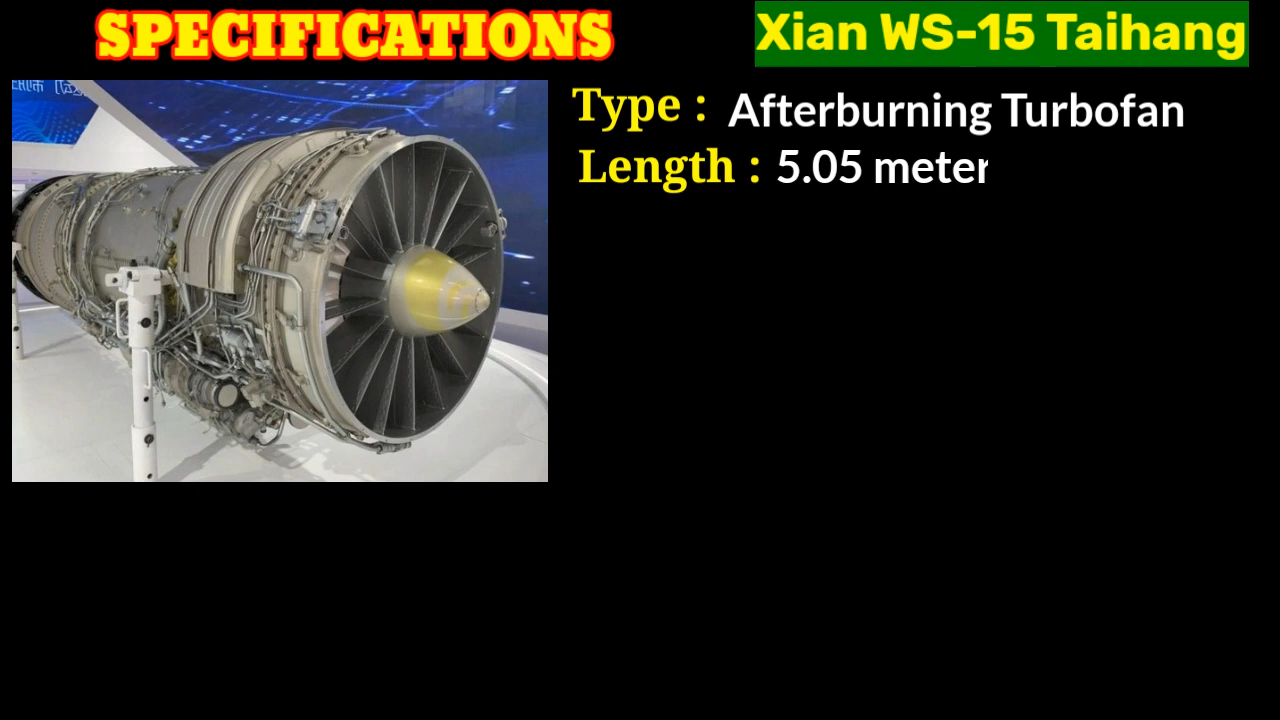 SPECIFICATIONS
Xian WS-15 Taihang
Type : Afterburning Turbofan
Length : 5.05 meter